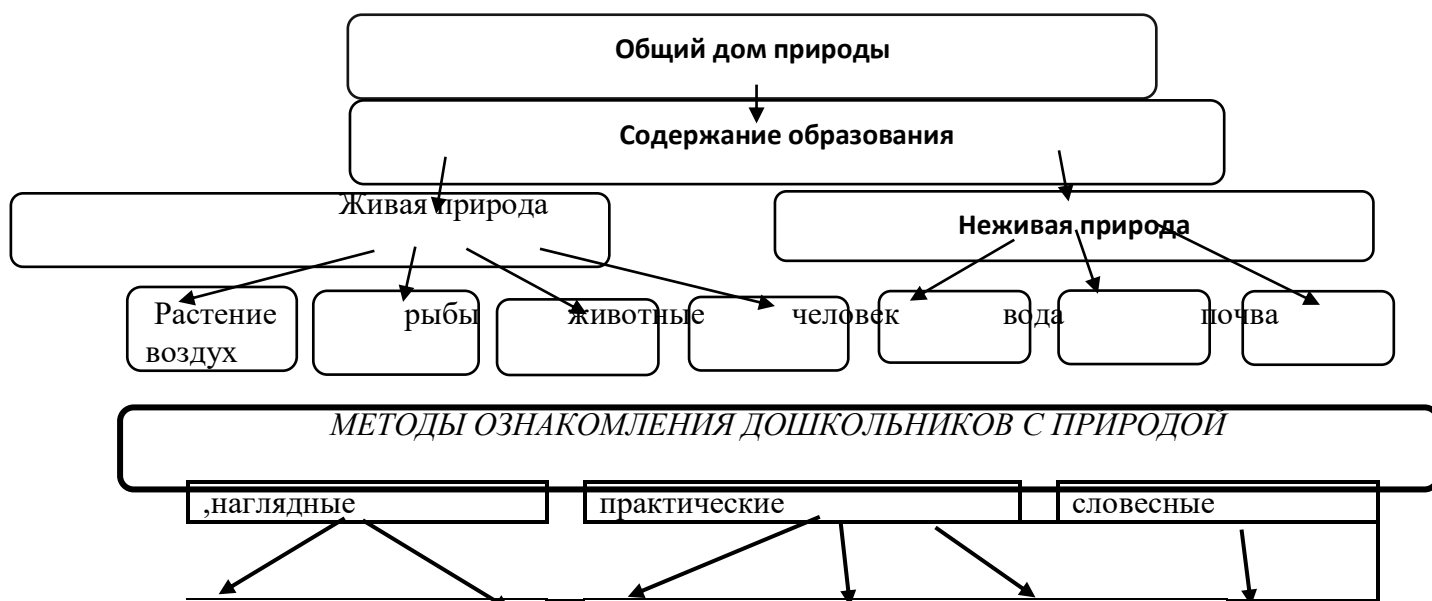 Общий дом природы
Содержание образования
Живая природа
Неживая природа
Растение рыбы животные человек вода почва
воздух
МЕТОДЫ ОЗНАКОМЛЕНИЯ ДОШКОЛЬНИКОВ С ПРИРОДОЙ
,наглядные практические словесные